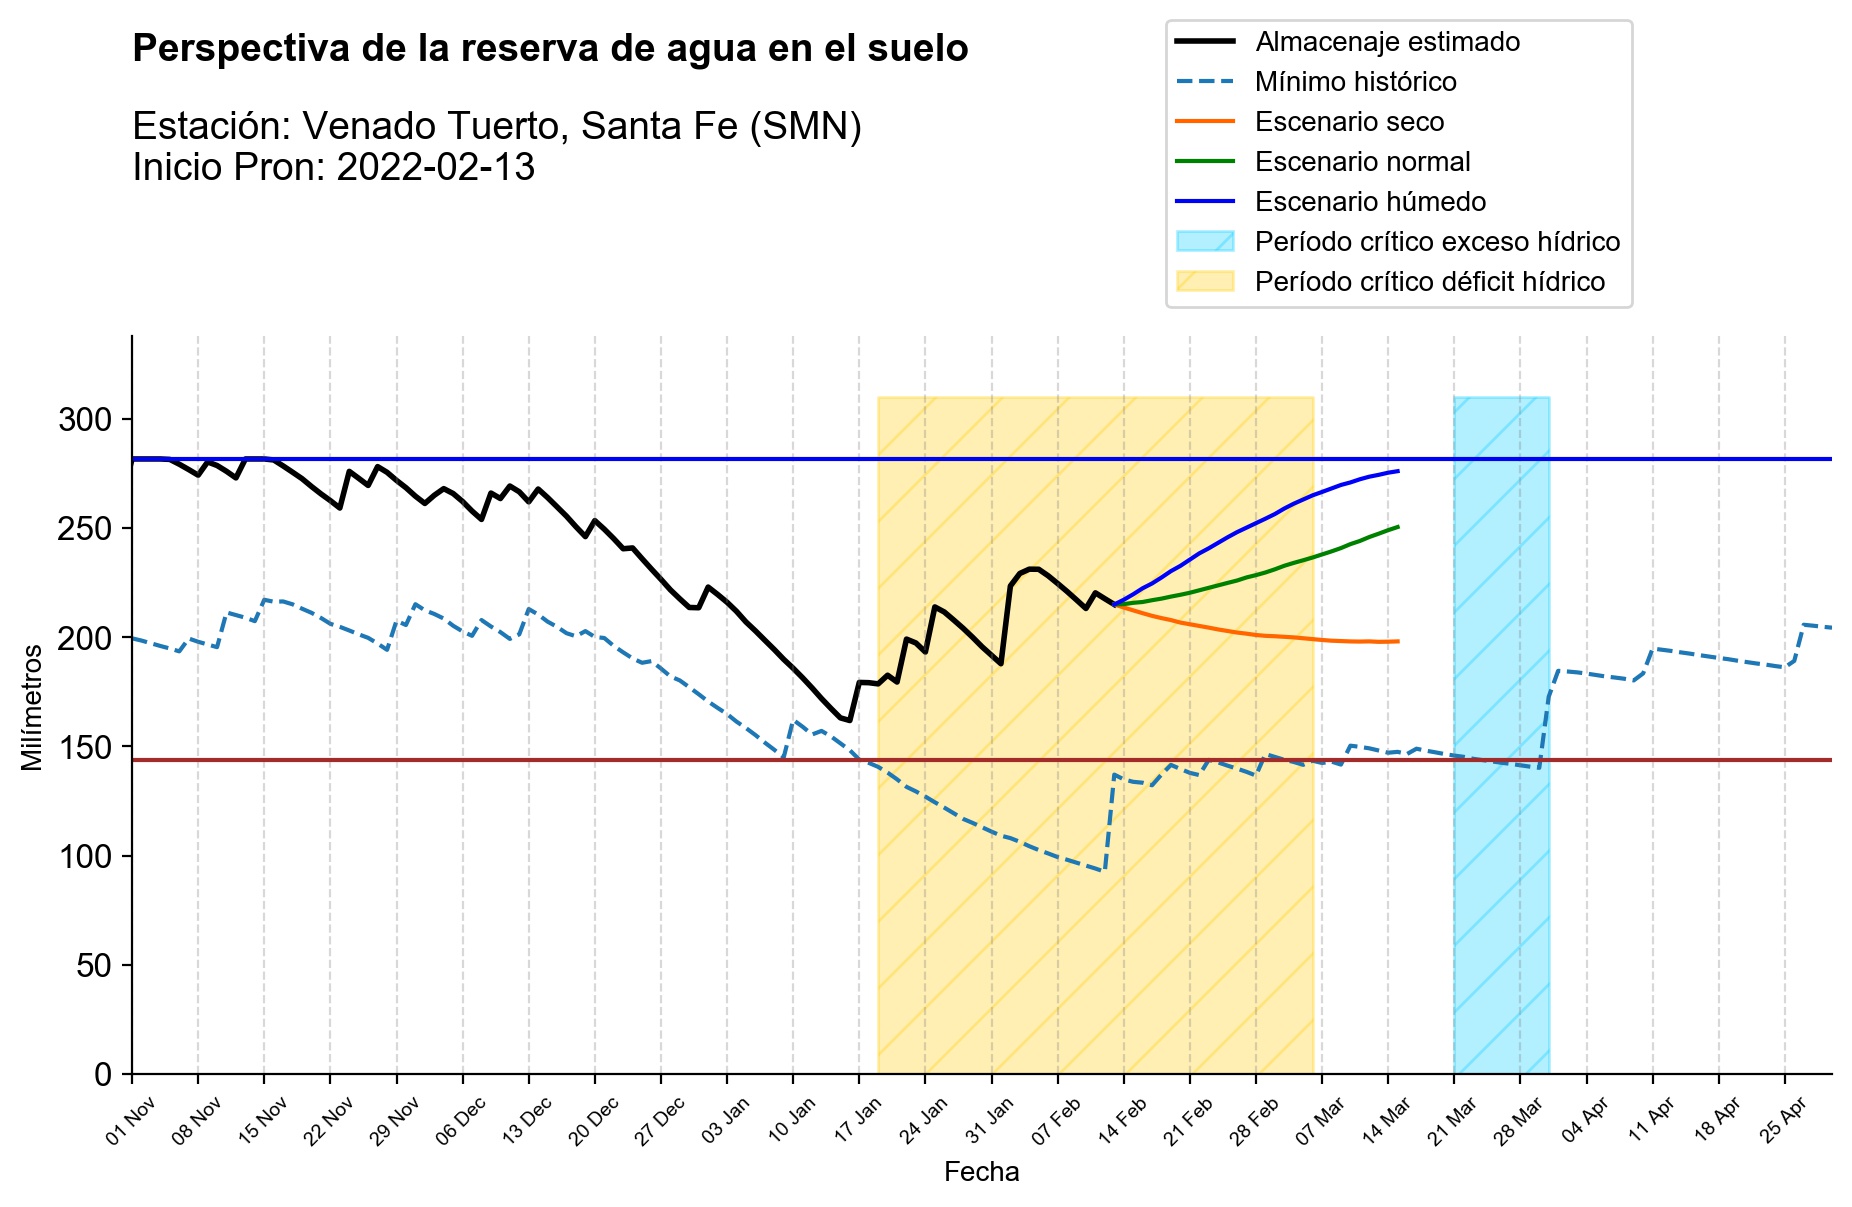 Perspectiva de la reserva de agua en el suelo
Estación: Venado Tuerto, Santa Fe (SMN)
Inicio Pron: 2022-02-13
Almacenaje estimado
Mínimo histórico
Escenario seco
Escenario normal
Escenario húmedo
Período crítico exceso hídrico
Período crítico déficit hídrico
Milímetros
300
250
200
150
100
50
0
01 Nov
08 Nov
15 Nov
22 Nov
29 Nov
06 Dec
13 Dec
20 Dec
27 Dec
03 Jan
10 Jan
17 Jan
24 Jan
31 Jan
07 Feb
14 Feb
21 Feb
28 Feb
07 Mar
14 Mar
21 Mar
28 Mar
04 Apr
11 Apr
18 Apr
25 Apr
Fecha